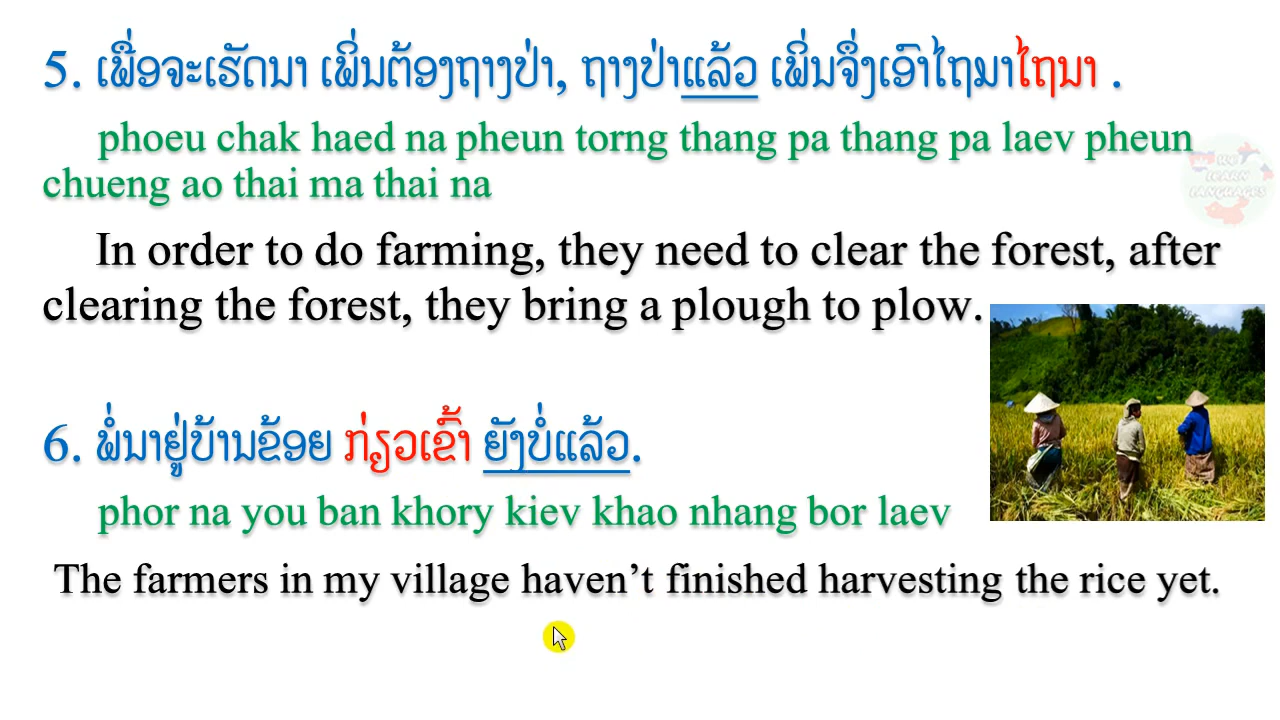 5. ເພື່ອຈະເຮັດນາ ເພິ່ນຕ້ອງຖາງປ່າ, ຖາງປ່າແລ້ວ ເພິ່ນຈຶ່ງເອົາໄຖມາໄຖນາ .
phoeu chak haed na pheun torng thang pa thang pa laev pheun
chueng ao thai ma thai na
In order to do farming, they need to clear the forest, after
clearing the forest, they bring a plough to plow.
6. ພໍ່ນາຢູ່ບ້ານຂ້ອຍ ກ່ຽວເຂົ້າ ຍັງບໍ່ແລ້ວ.
phor na you ban khory kiev khao nhang bor laev
The farmers in my village haven’t finished harvesting the rice yet.
WE
LEARN
LANGUAGES